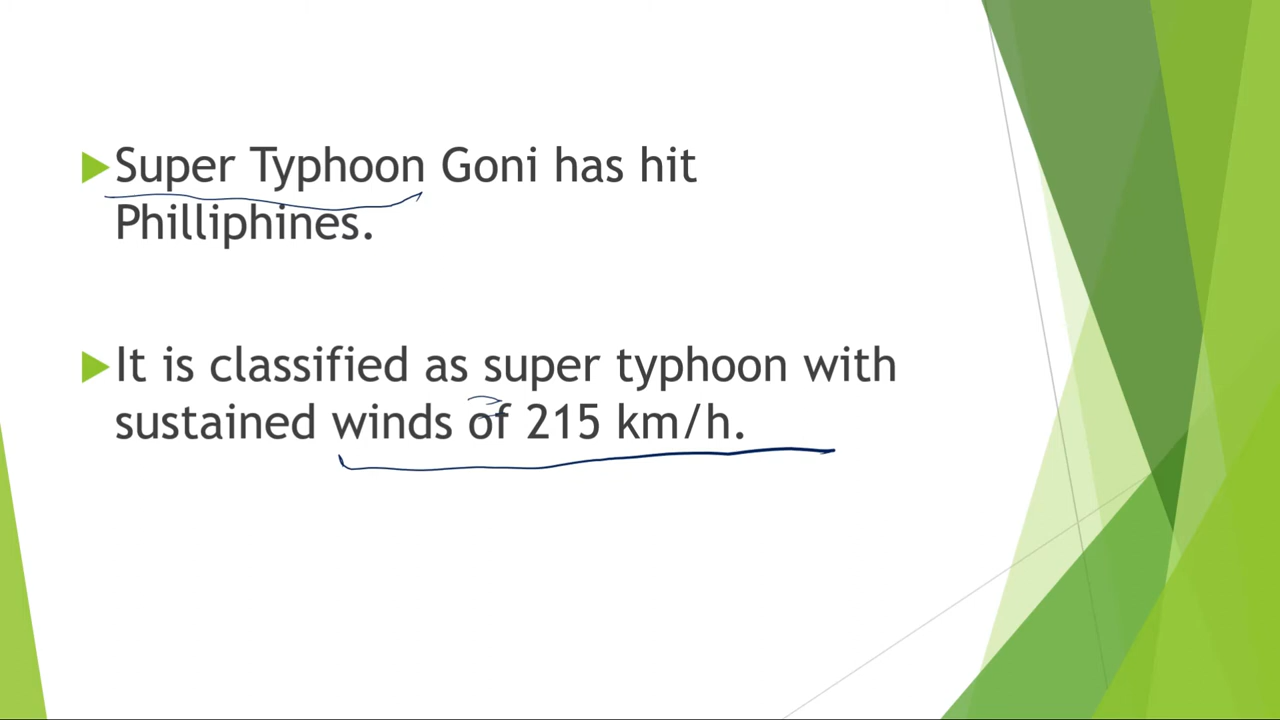 Super Typhoon Goni has hit
Philliphines.
It is classified as super typhoon with
sustained winds of 215 km/h.